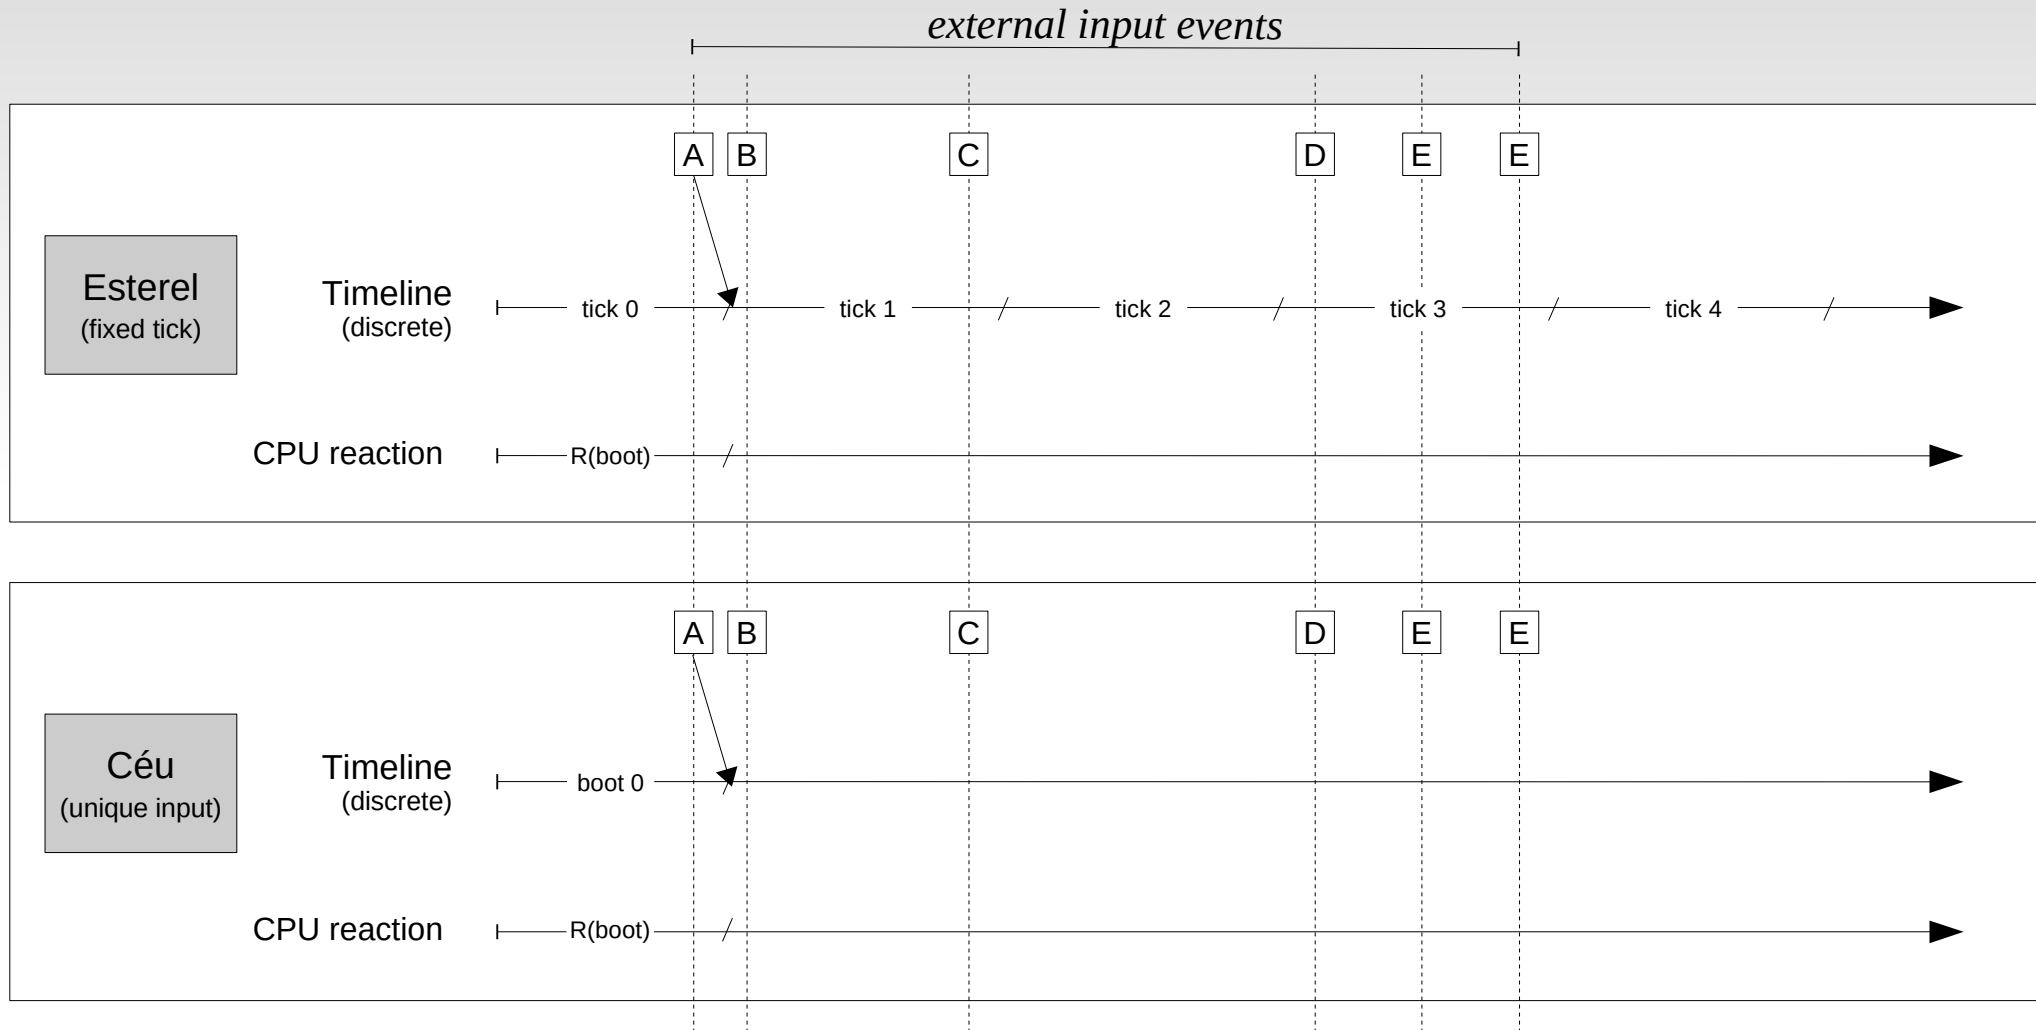 external input events
A B C D E E
Esterel
(fixed tick)
Timeline
(discrete)
tick 0 tick 1 tick 2 tick 3 tick 4
CPU reaction
R(boot)
A B C D E E
Céu
(unique input)
Timeline
(discrete)
boot 0
CPU reaction
R(boot)